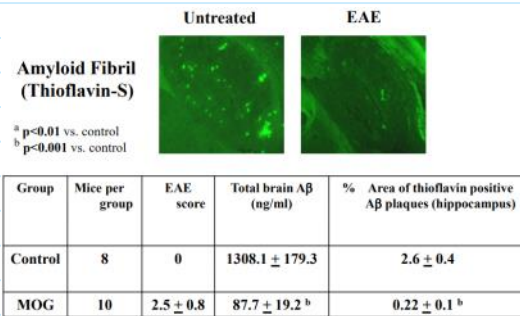 Untreated EAE
Amyloid Fibril
(Thioflavin-S)
a p<0.01 vs. control
b p<0.001 vs. control
Group Mice per group EAE score Total brain Aβ (ng/ml) % Area of thioflavin positive Aβ plaques (hippocampus)
Control 8 0 1308.1 ± 179.3 2.6 ± 0.4
MOG 10 2.5 ± 0.8 87.7 ± 19.2 b 0.22 ± 0.1 b